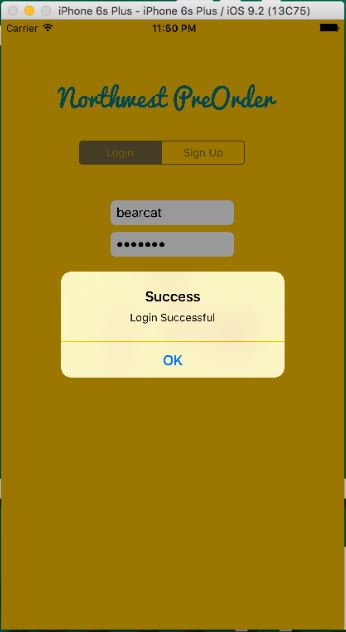 iPhone 6s Plus - iPhone 6s Plus / iOS 9.2 (13C75)
Carrier 11:50 PM
Northwest PreOrder
Login Sign Up
bearcat
•••••••
Success
Login Successful
OK